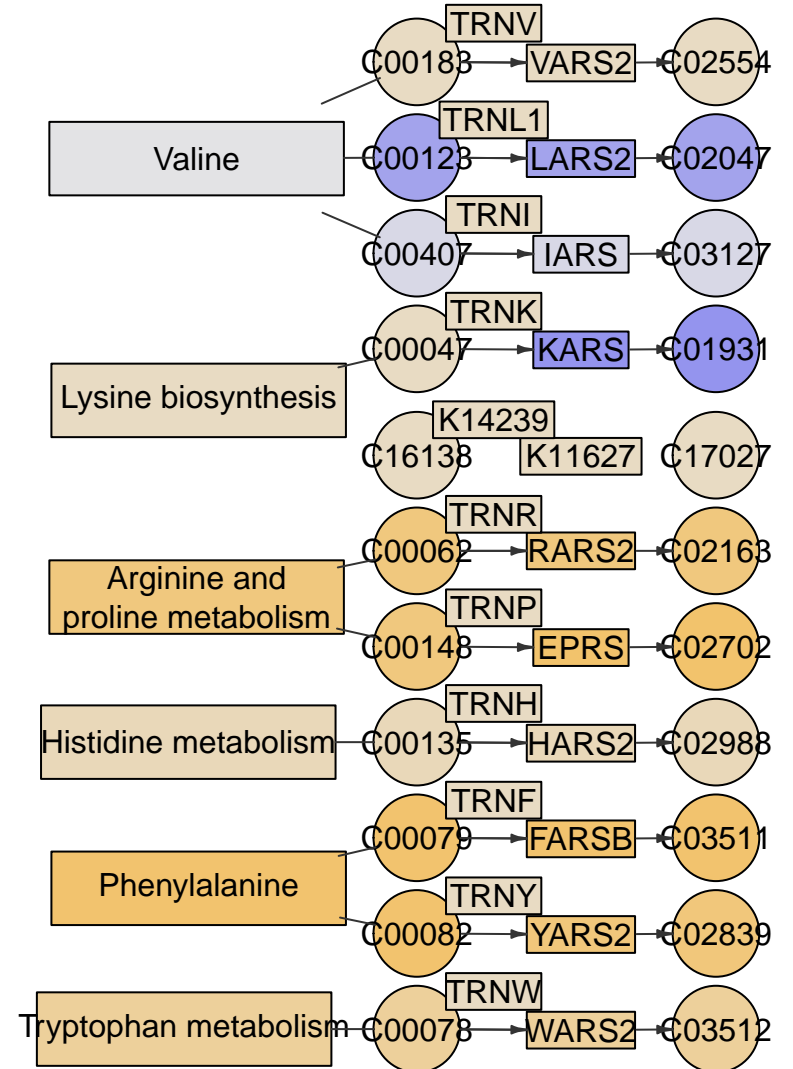 TRNV
C00183 VARS2 C02554
TRNL1
Valine C00123 LARS2 C02047
TRNI
C00407 IARS C03127
TRNK
C00047 KARS C01931
Lysine biosynthesis
K14239
C16138 K11627 C17027
TRNR
C00062 RARS2 C02163
Arginine and
proline metabolism
TRNP
C00148 EPRS C02702
TRNH
Histidine metabolism C00135 HARS2 C02988
TRNF
C00079 FARSB C03511
Phenylalanine
TRNY
C00082 YARS2 C02839
TRNW
Tryptophan metabolism C00078 WARS2 C03512